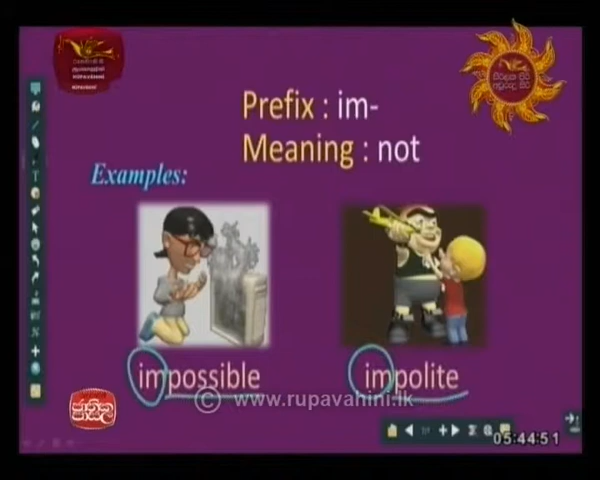 Prefix : im-
Meaning : not
Examples:
impossible
impolite
© www.rupavahini.lk
05:44:51